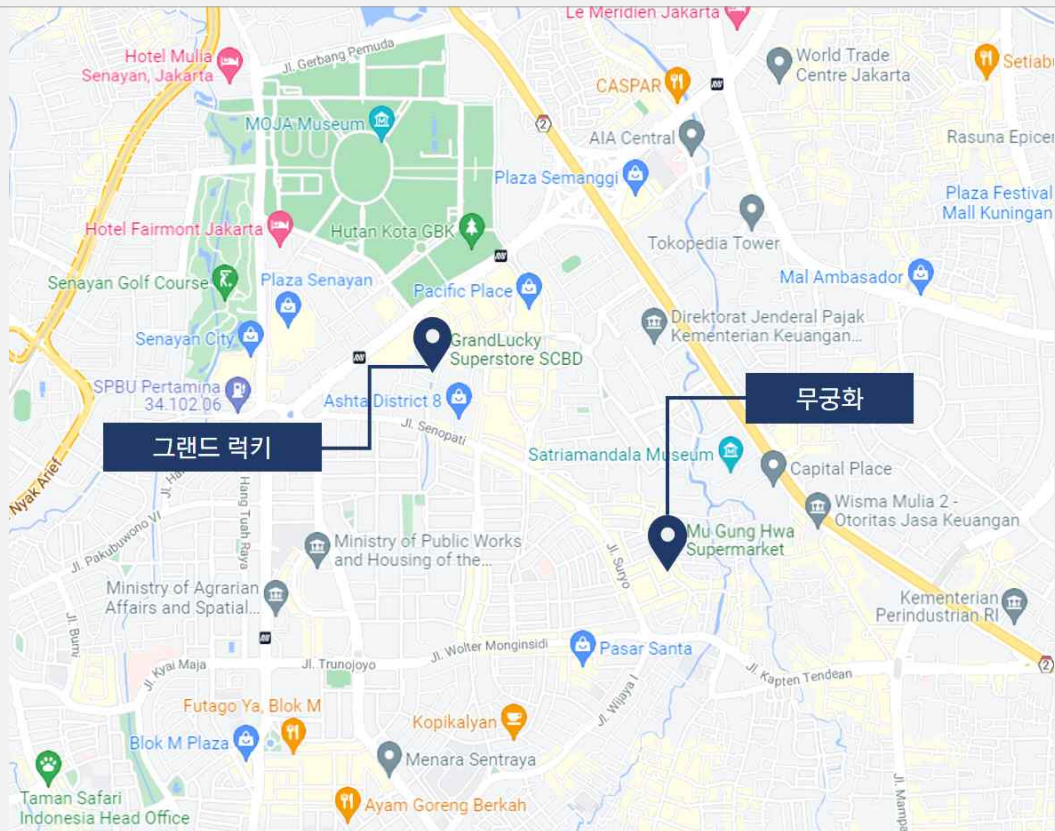 Le Meridien Jakarta
Hotel Mulia
Senayan, Jakarta
Jl. Gerbang Pemuda
World Trade
Centre Jakarta
CASPAR
MOJA Museum
2
AIA Central
Rasuna Epicen
Plaza Semanggi
Plaza Festival
Mall Kuningan
Hotel Fairmont Jakarta
Hutan Kota GBK
Tokopedia Tower
Senayan Golf Course
Plaza Senayan
Pacific Place
Mal Ambasador
Direktorat Jenderal Pajak
Kementerian Keuangan...
Senayan City
GrandLucky
Superstore SCBD
SPBU Pertamina
34.102.06
Ashta District 8
무궁화
Jl. Senopati
그랜드 럭키
Satriamandala Museum
Capital Place
Nyak Arief
Hang Tuah Raya
Wisma Mulia 2 -
Otoritas Jasa Keuangan
Jl. Pakubuwono VI
Ministry of Public Works
and Housing of the...
Mu Gung Hwa
Supermarket
Jl. Suryo
Ministry of Agrarian
Affairs and Spatial...
Kementerian
Perindustrian RI
Jl. Bumi
Jl. Wolter Monginsidi
Pasar Santa
Jl. Kyai Maja
Jl. Trunojoyo
2
Jl. Kapten Tendean
Jl. Wijaya I
Futago Ya, Blok M
Kopikalyan
Blok M Plaza
Menara Sentraya
Taman Safari
Indonesia Head Office
Ayam Goreng Berkah
Jl. Mampa